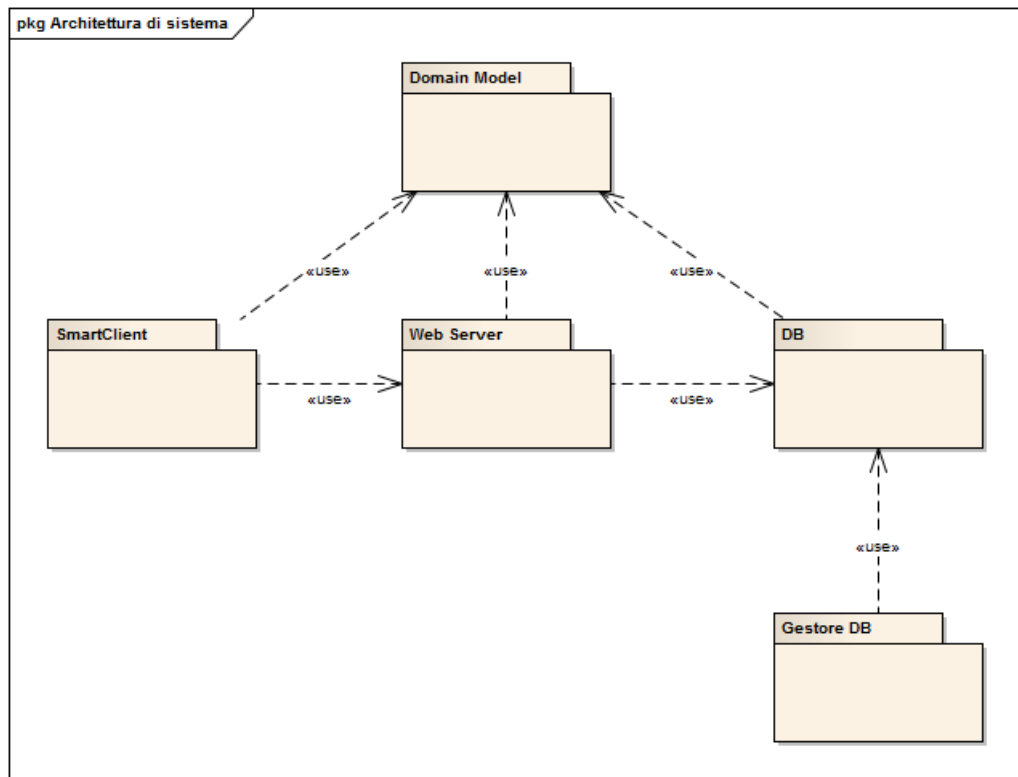 pkg Architettura di sistema
Domain Model
«use»
«use»
«use»
SmartClient
Web Server
DB
«use»
«use»
«use»
Gestore DB